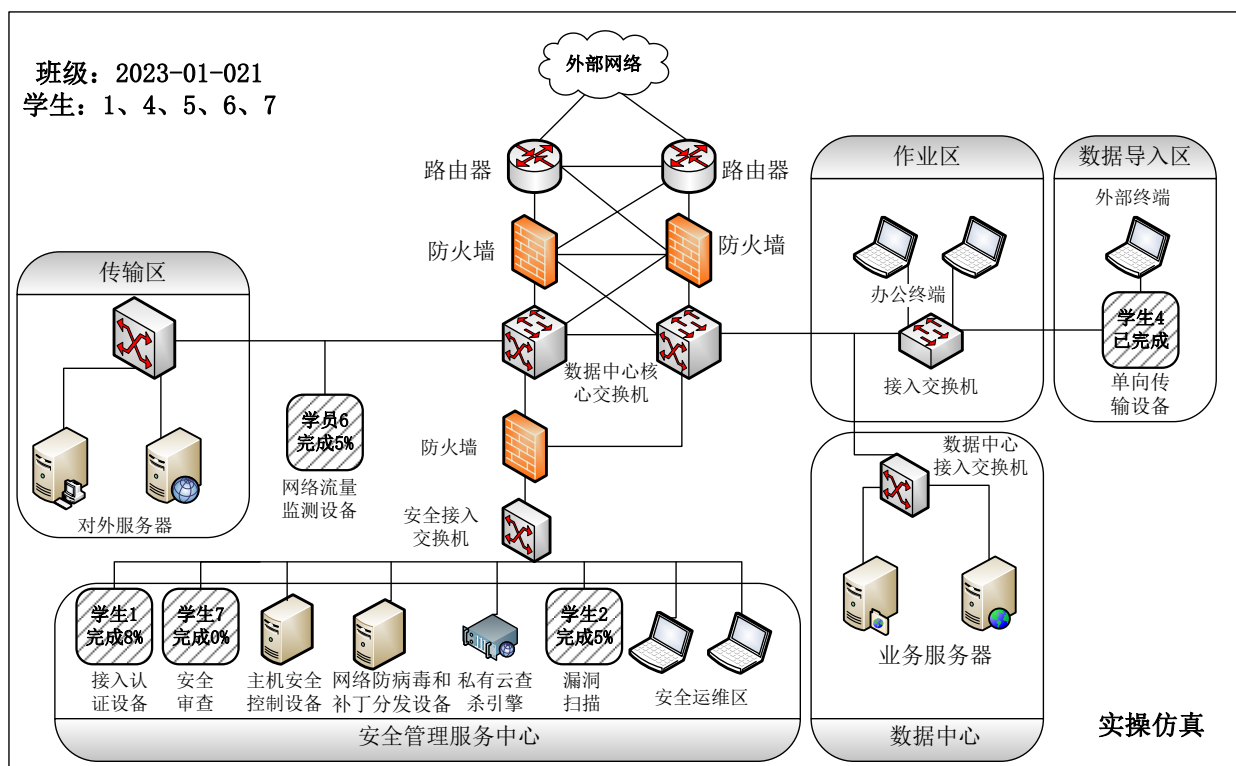 班级：2023-01-021
学生：1、4、5、6、7
外部网络
路由器
路由器
防火墙
防火墙
作业区
数据导入区
外部终端
办公终端
学生4
已完成
接入交换机
单向传
输设备
传输区
对外服务器
学员6
完成5%
网络流量
监测设备
数据中心核
心交换机
防火墙
安全接入
交换机
数据中心
接入交换机
业务服务器
数据中心
学生1
完成8%
接入认
证设备
学生7
完成0%
安全
审查
主机安全
控制设备
网络防病毒和
补丁分发设备
私有云查
杀引擎
学生2
完成5%
漏洞
扫描
安全运维区
安全管理服务中心
实操仿真